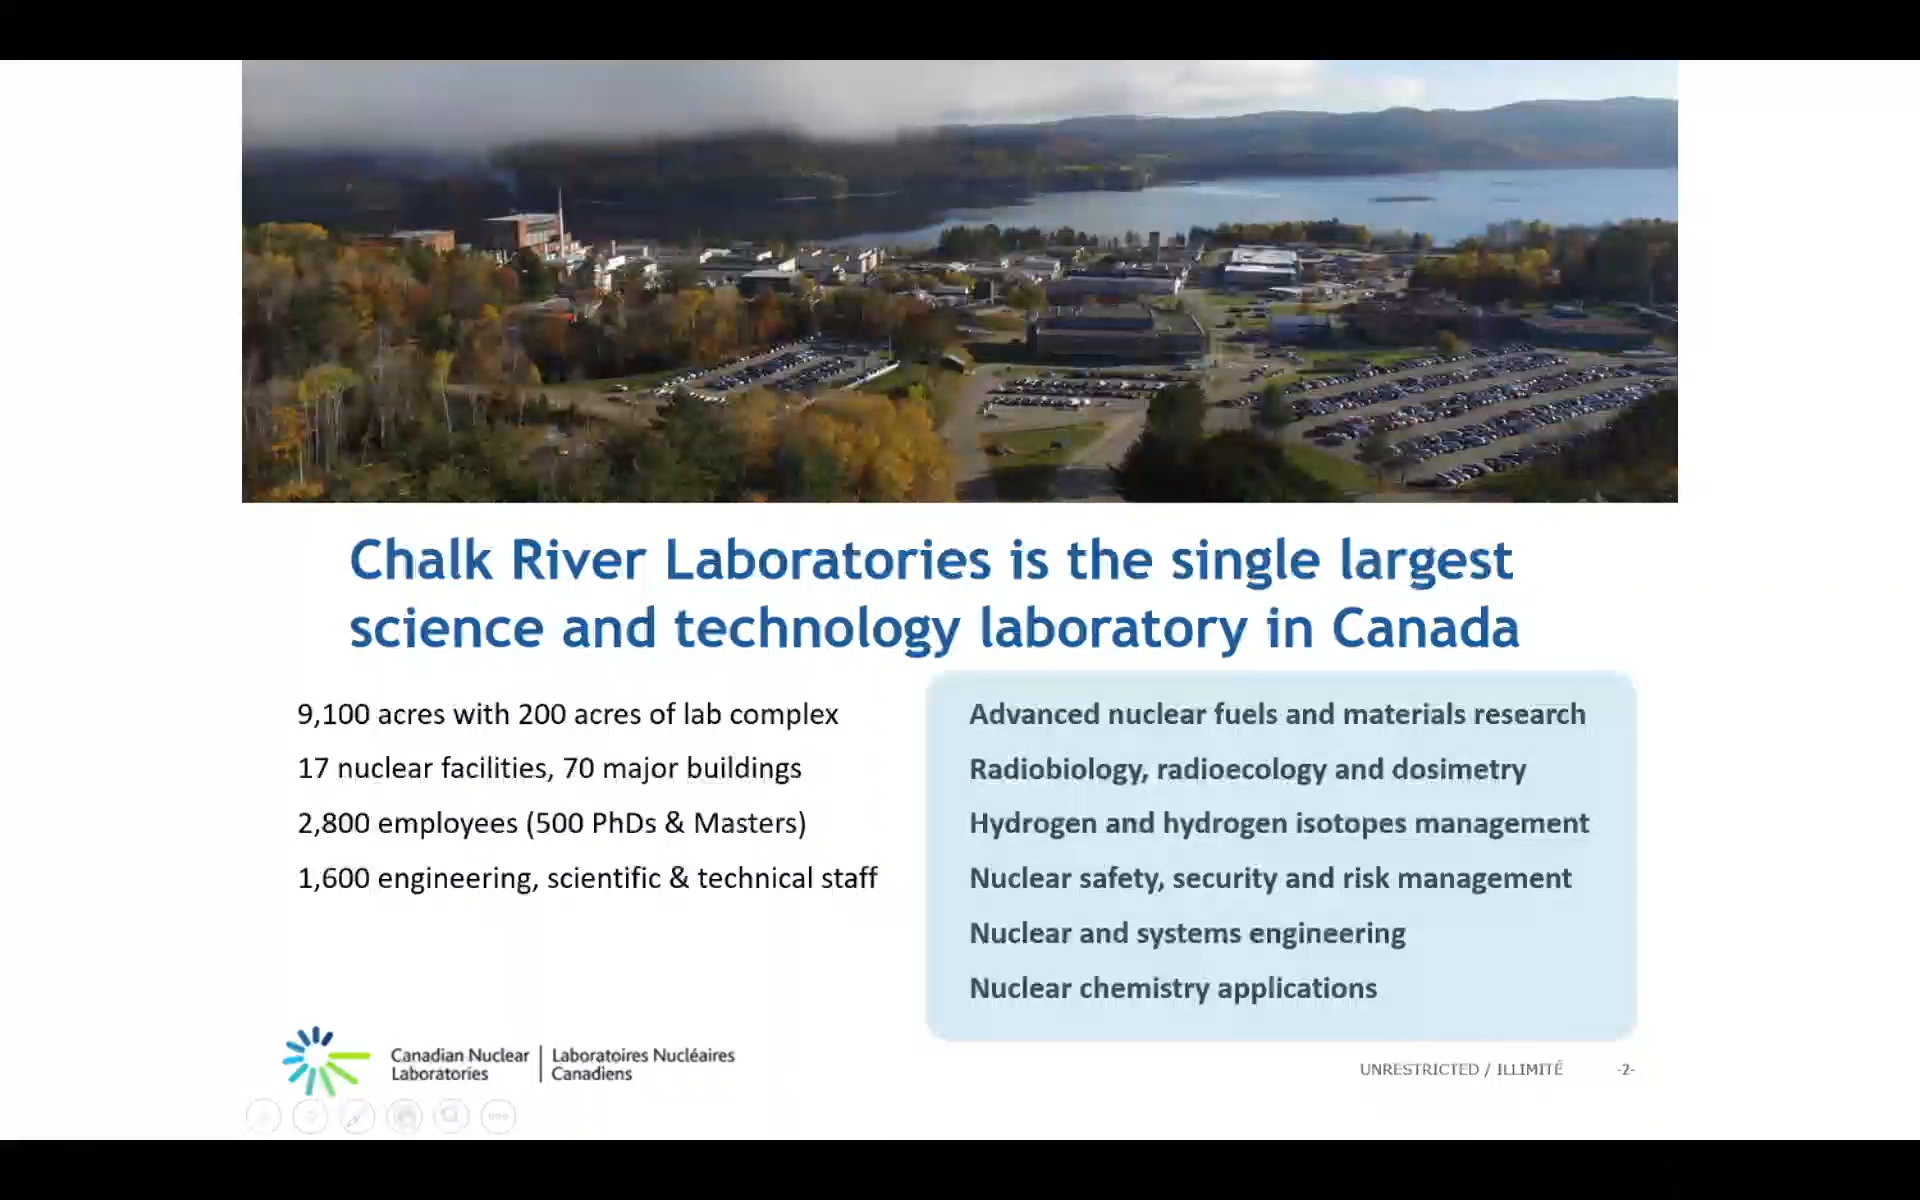 Chalk River Laboratories is the single largest
science and technology laboratory in Canada
9,100 acres with 200 acres of lab complex
17 nuclear facilities, 70 major buildings
2,800 employees (500 PhDs & Masters)
1,600 engineering, scientific & technical staff
Advanced nuclear fuels and materials research
Radiobiology, radioecology and dosimetry
Hydrogen and hydrogen isotopes management
Nuclear safety, security and risk management
Nuclear and systems engineering
Nuclear chemistry applications
Canadian Nuclear
Laboratories
Laboratoires Nucléaires
Canadiens
UNRESTRICTED / ILLIMITÉ -2-